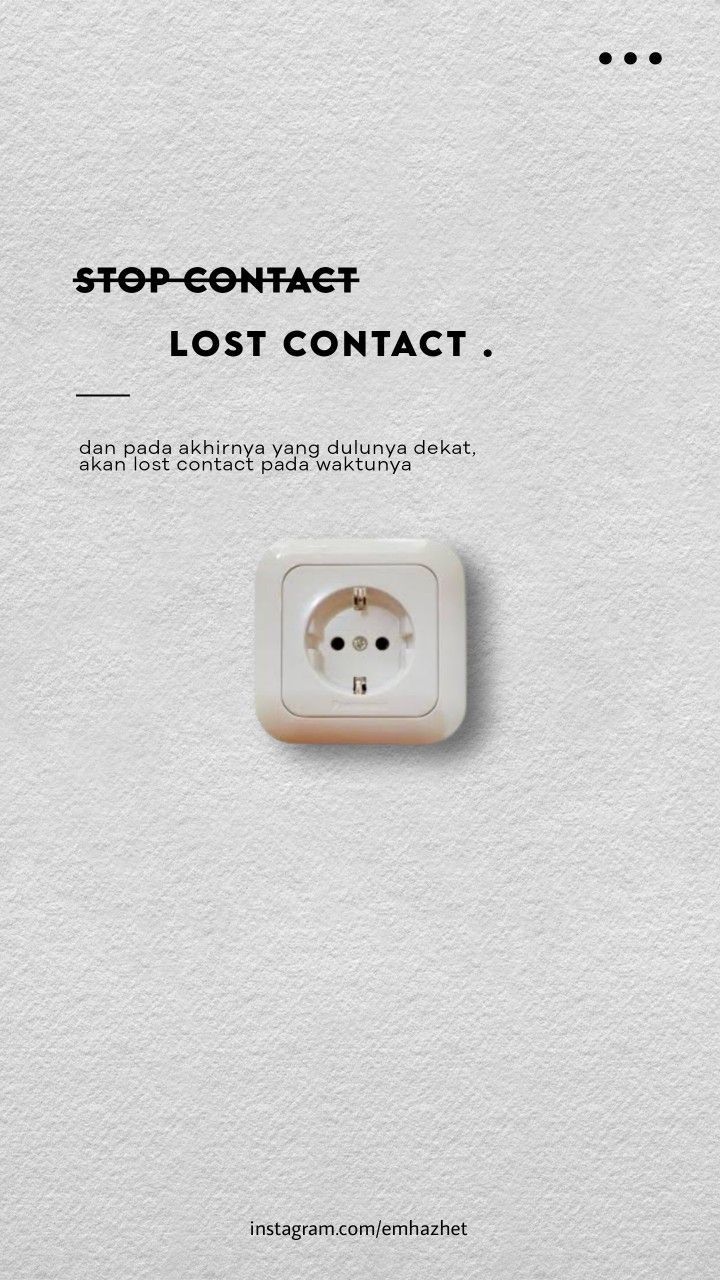 STOP CONTACT
LOST CONTACT .
dan pada akhirnya yang dulunya dekat,
akan lost contact pada waktunya
instagram.com/emhazhet